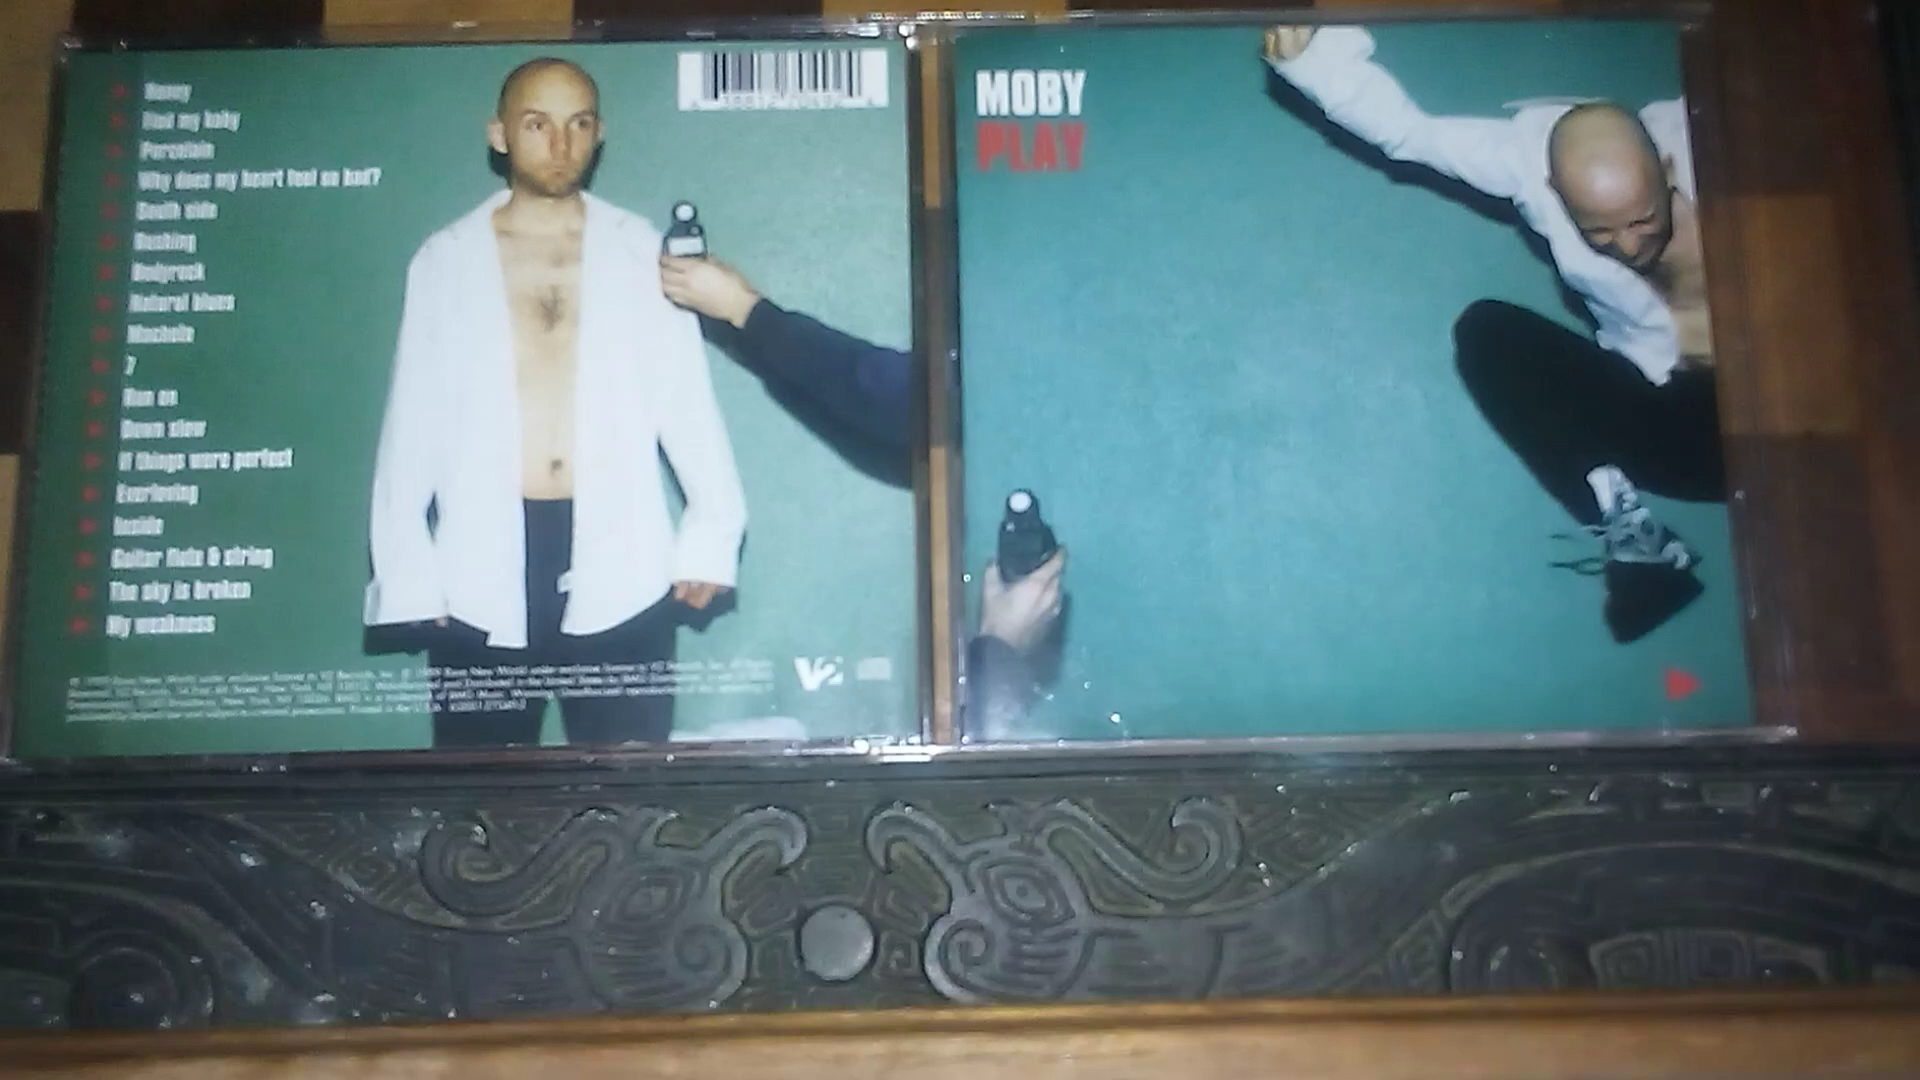 Honey
Find my baby
Porcelain
Why does my heart feel so bad?
South side
Rushing
Bodyrock
Natural blues
Machete
7
Run on
Down slow
If things were perfect
Everloving
Inside
Guitar flute & string
The sky is broken
My weakness
V2
MOBY
PLAY